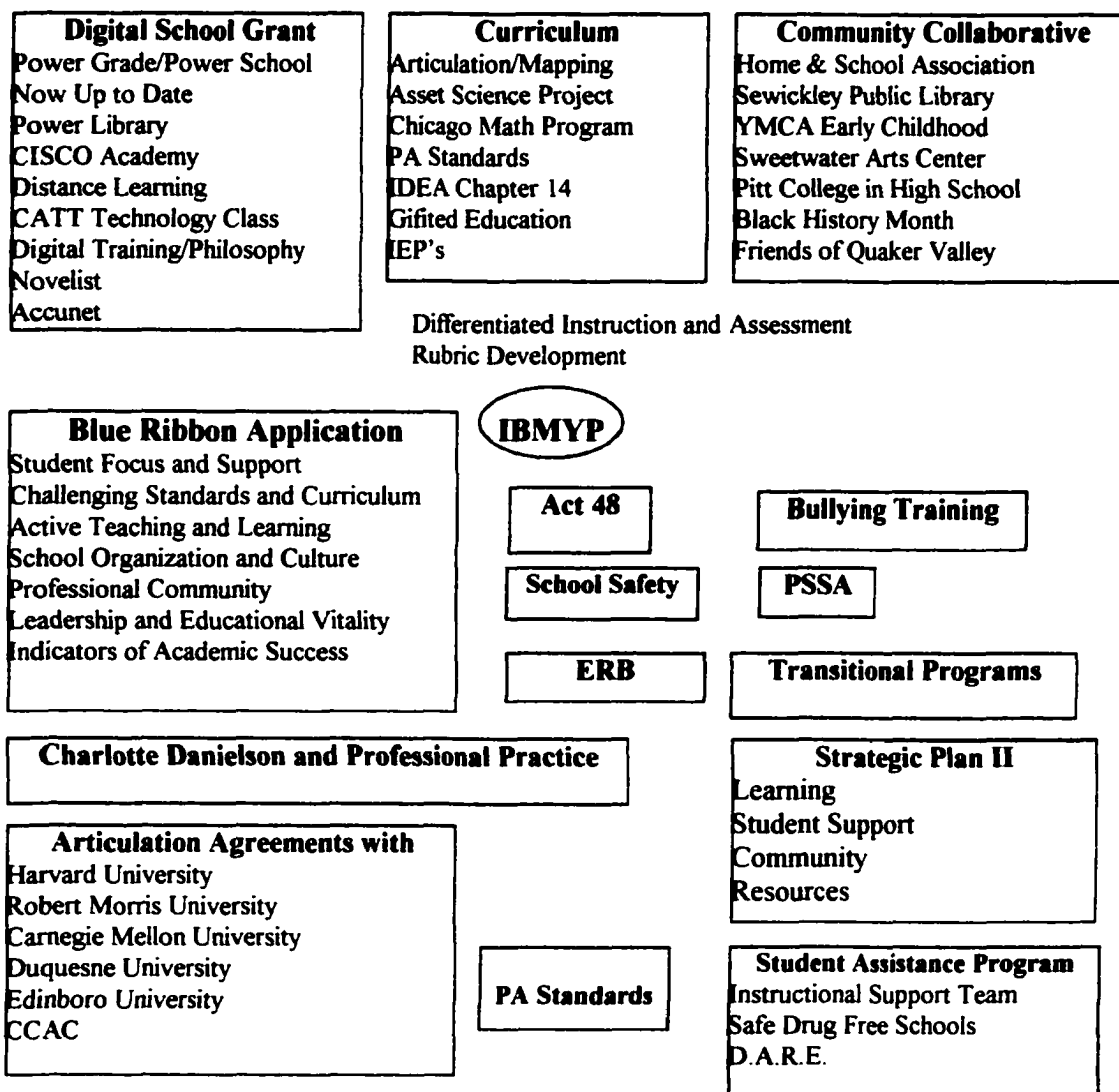 Digital School Grant
Power Grade/Power School
Now Up to Date
Power Library
CISCO Academy
Distance Learning
CATT Technology Class
Digital Training/Philosophy
Novelist
Accunet
Curriculum
Articulation/Mapping
Asset Science Project
Chicago Math Program
PA Standards
IDEA Chapter 14
Gifited Education
IEP's
Community Collaborative
Home & School Association
Sewickley Public Library
YMCA Early Childhood
Sweetwater Arts Center
Pitt College in High School
Black History Month
Friends of Quaker Valley
Differentiated Instruction and Assessment
Rubric Development
Blue Ribbon Application
Student Focus and Support
Challenging Standards and Curriculum
Active Teaching and Learning
School Organization and Culture
Professional Community
Leadership and Educational Vitality
Indicators of Academic Success
IBMYP
Act 48
Bullying Training
School Safety
PSSA
ERB
Transitional Programs
Charlotte Danielson and Professional Practice
Strategic Plan II
Learning
Student Support
Community
Resources
Articulation Agreements with
Harvard University
Robert Morris University
Carnegie Mellon University
Duquesne University
Edinboro University
CCAC
PA Standards
Student Assistance Program
Instructional Support Team
Safe Drug Free Schools
D.A.R.E.